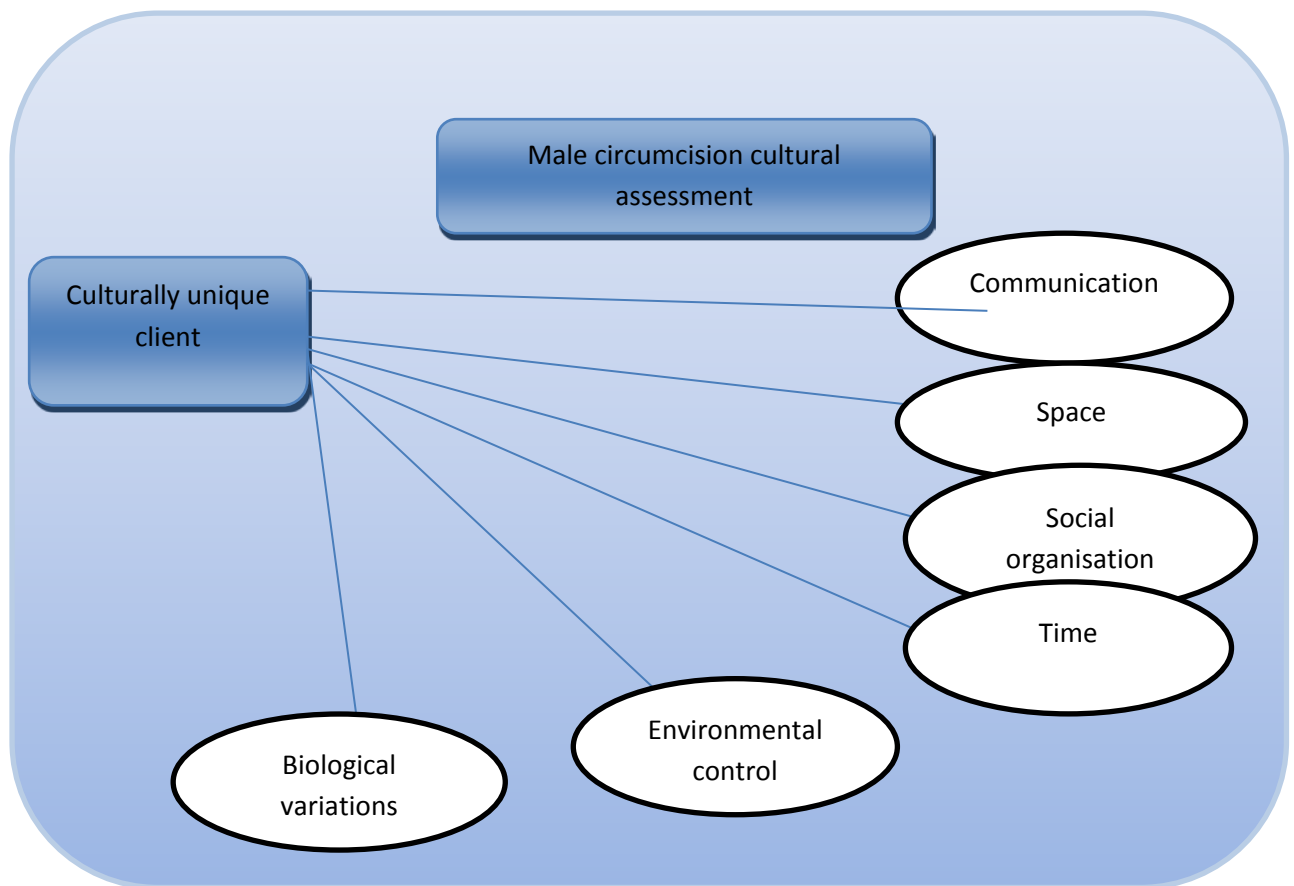 Male circumcision cultural
assessment
Culturally unique
client
Communication
Space
Social
organisation
Time
Environmental
control
Biological
variations